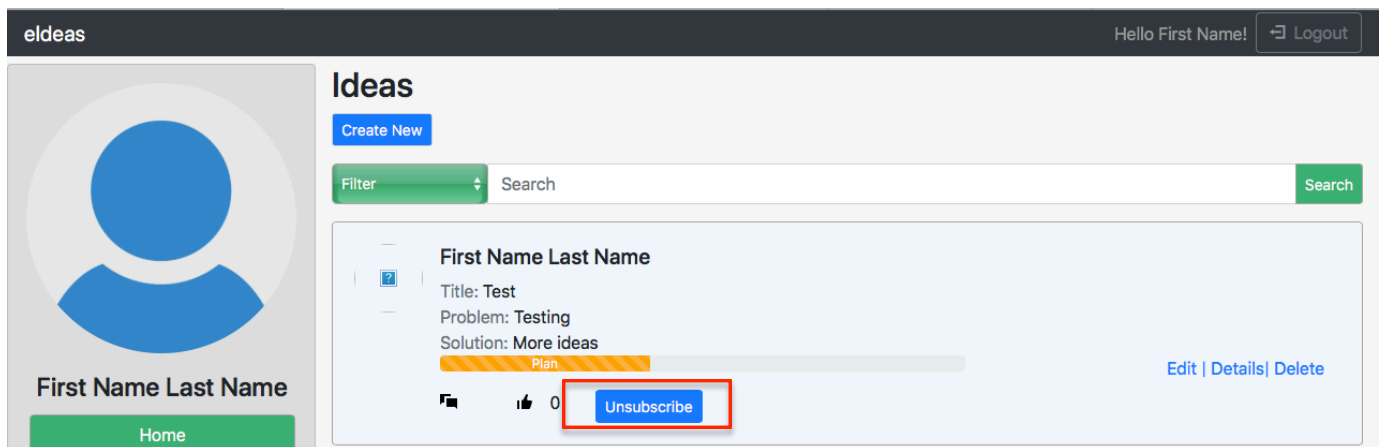 eIdeas
Hello First Name!
Logout
Ideas
Create New
Filter
Search
Search
First Name Last Name
Title: Test
Problem: Testing
Solution: More ideas
Plan
Edit | Details| Delete
0
Unsubscribe
First Name Last Name
Home